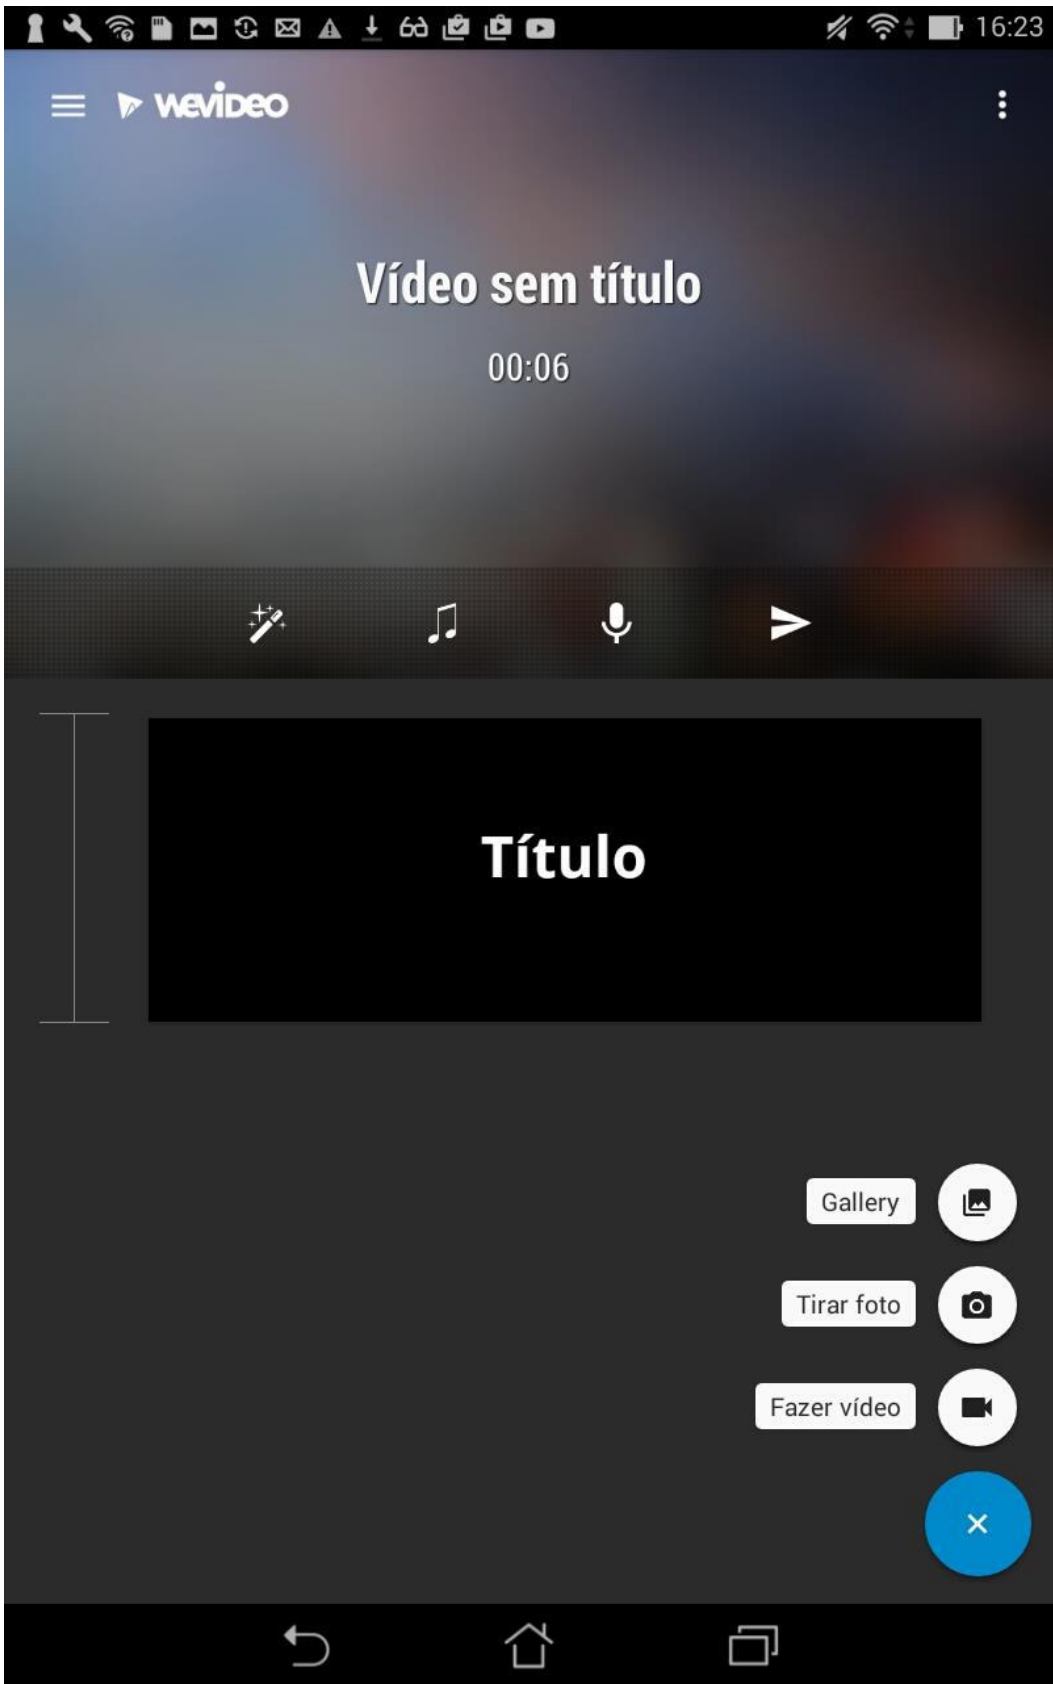 16:23
WEVIDEO
Vídeo sem título
00:06
Título
Gallery
Tirar foto
Fazer vídeo